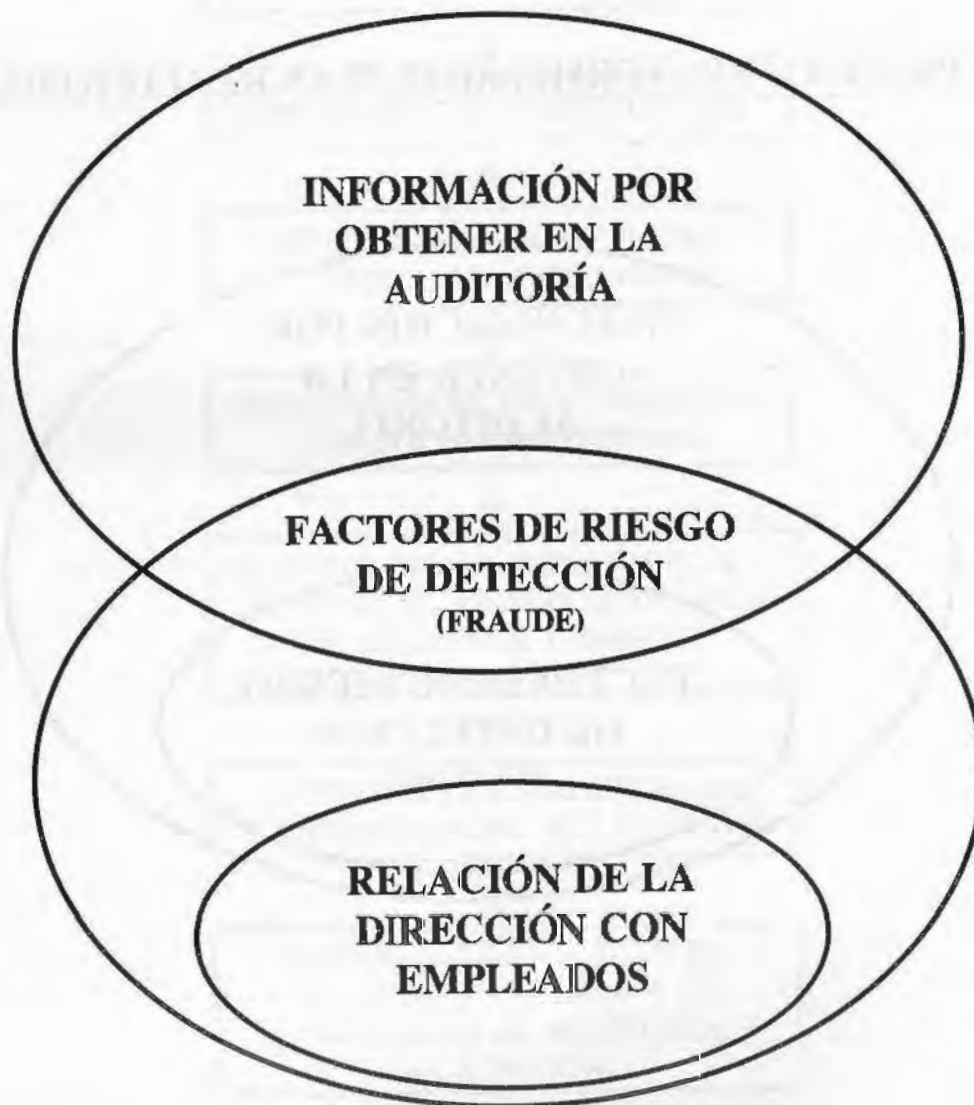 INFORMACIÓN POR
OBTENER EN LA
AUDITORÍA
FACTORES DE RIESGO
DE DETECCIÓN
(FRAUDE)
RELACIÓN DE LA
DIRECCIÓN CON
EMPLEADOS